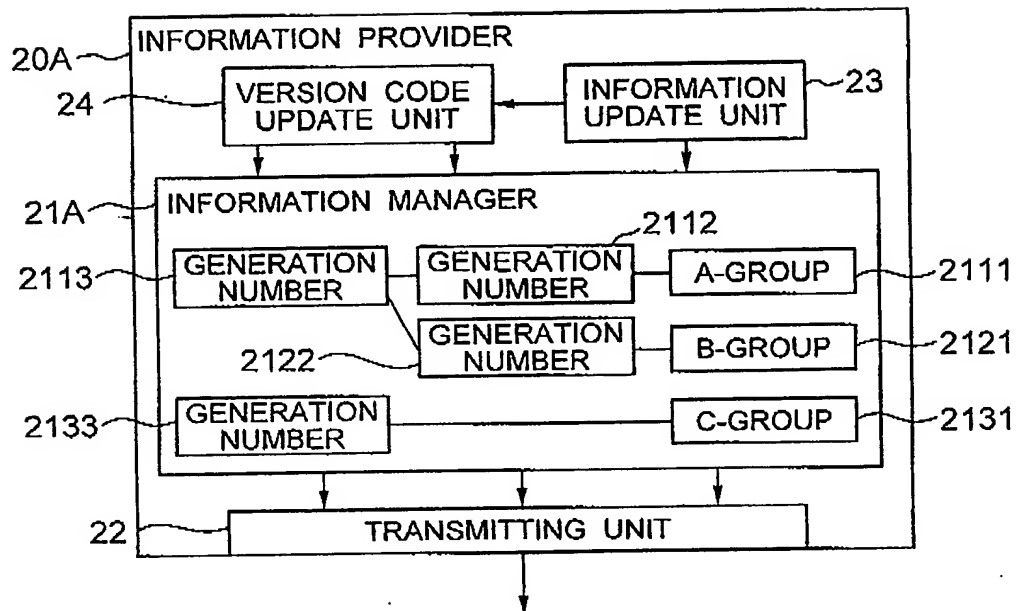 INFORMATION PROVIDER
20A
24
VERSION CODE
UPDATE UNIT
INFORMATION
UPDATE UNIT
23
21A
INFORMATION MANAGER
2112
2113
GENERATION
NUMBER
GENERATION
NUMBER
A-GROUP
2111
2122
GENERATION
NUMBER
B-GROUP
2121
2133
GENERATION
NUMBER
C-GROUP
2131
22
TRANSMITTING UNIT